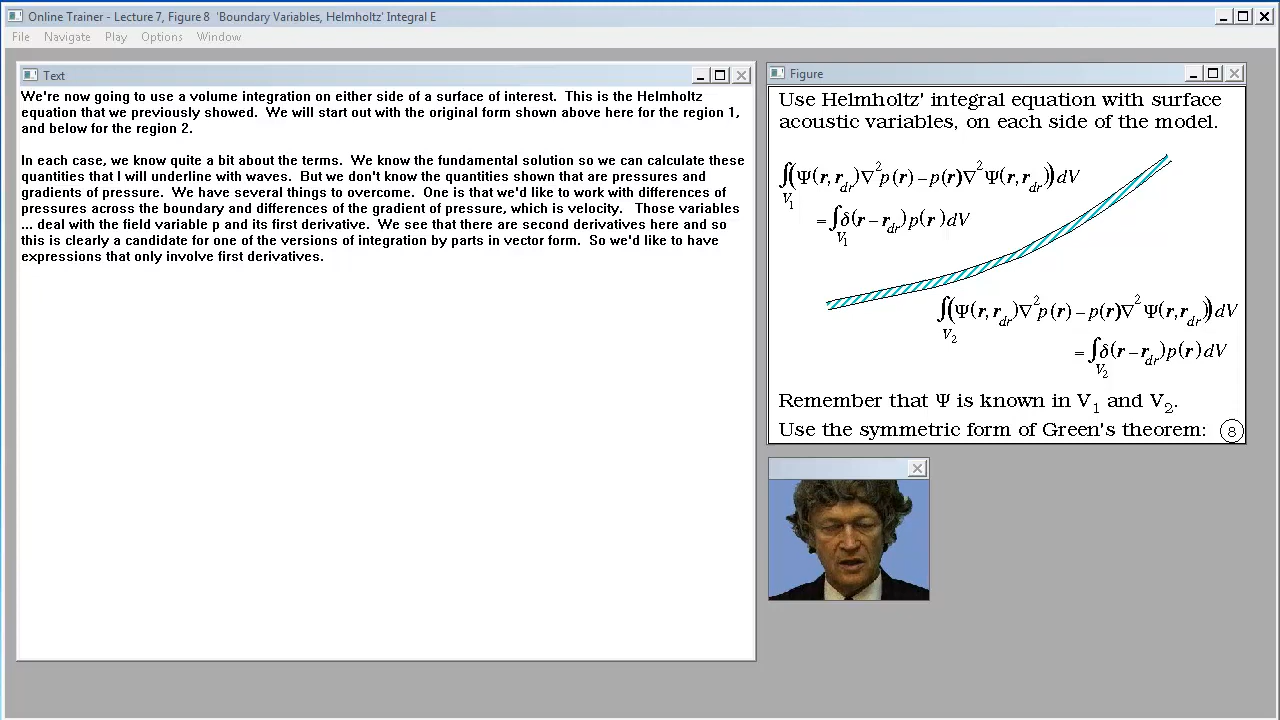 Online Trainer - Lecture 7, Figure 8  'Boundary Variables, Helmholtz' Integral E
File Navigate Play Options Window
Text
We're now going to use a volume integration on either side of a surface of interest.  This is the Helmholtz
equation that we previously showed.  We will start out with the original form shown above here for the region 1,
and below for the region 2.
In each case, we know quite a bit about the terms.  We know the fundamental solution so we can calculate these
quantities that I will underline with waves.  But we don't know the quantities shown that are pressures and
gradients of pressure.  We have several things to overcome.  One is that we'd like to work with differences of
pressures across the boundary and differences of the gradient of pressure, which is velocity.   Those variables
... deal with the field variable p and its first derivative.  We see that there are second derivatives here and so
this is clearly a candidate for one of the versions of integration by parts in vector form.  So we'd like to have
expressions that only involve first derivatives.
Figure
Use Helmholtz' integral equation with surface
acoustic variables, on each side of the model.
∫(Ψ(r, r_dr)∇²p(r) – p(r)∇²Ψ(r, r_dr))dV
V₁
= ∫δ(r – r_dr)p(r)dV
V₁
∫(Ψ(r, r_dr)∇²p(r) – p(r)∇²Ψ(r, r_dr))dV
V₂
= ∫δ(r – r_dr)p(r)dV
V₂
Remember that Ψ is known in V₁ and V₂.
Use the symmetric form of Green's theorem: 8